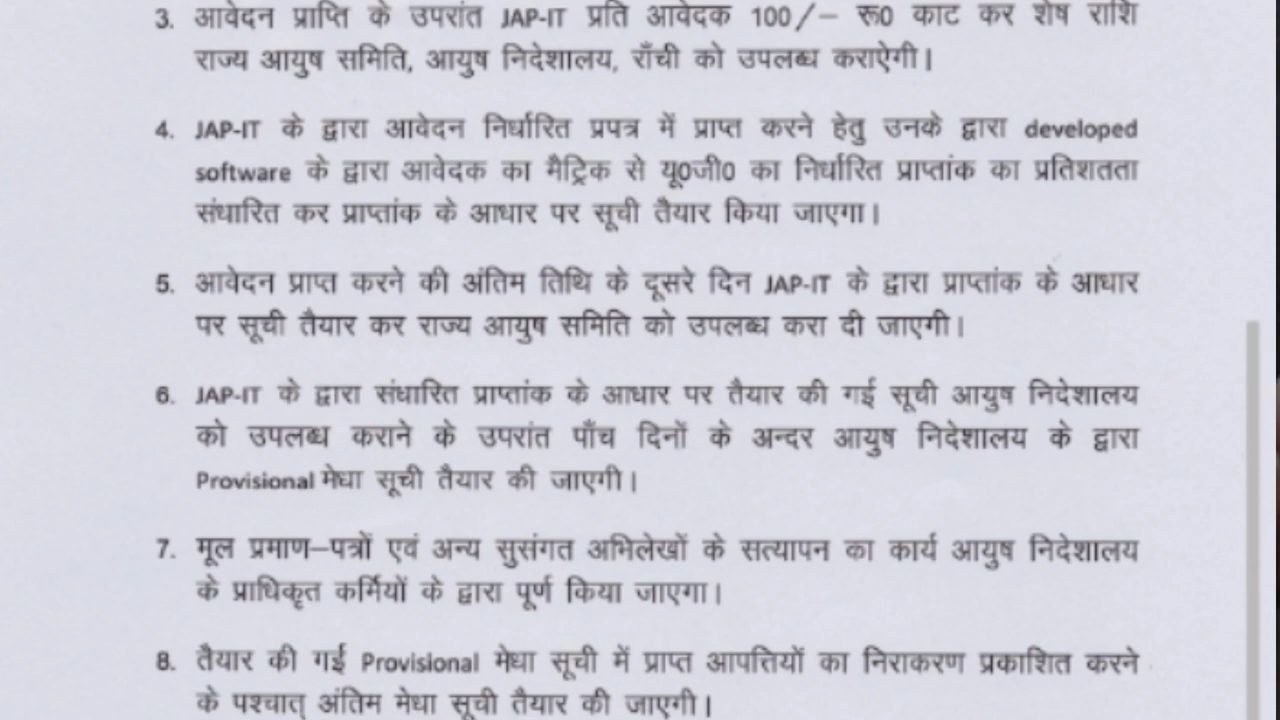 3. आवेदन प्राप्ति के उपरांत JAP-IT प्रति आवेदक 100/– रू0 काट कर शेष राशि
राज्य आयुष समिति, आयुष निदेशालय, राँची को उपलब्ध कराऐगी।
4. JAP-IT के द्वारा आवेदन निर्धारित प्रपत्र में प्राप्त करने हेतु उनके द्वारा developed
software के द्वारा आवेदक का मैट्रिक से यू0जी0 का निर्धारित प्राप्तांक का प्रतिशतता
संधारित कर प्राप्तांक के आधार पर सूची तैयार किया जाएगा।
5. आवेदन प्राप्त करने की अंतिम तिथि के दूसरे दिन JAP-IT के द्वारा प्राप्तांक के आधार
पर सूची तैयार कर राज्य आयुष समिति को उपलब्ध करा दी जाएगी।
6. JAP-IT के द्वारा संधारित प्राप्तांक के आधार पर तैयार की गई सूची आयुष निदेशालय
को उपलब्ध कराने के उपरांत पाँच दिनों के अन्दर आयुष निदेशालय के द्वारा
Provisional मेधा सूची तैयार की जाएगी।
7. मूल प्रमाण–पत्रों एवं अन्य सुसंगत अभिलेखों के सत्यापन का कार्य आयुष निदेशालय
के प्राधिकृत कर्मियों के द्वारा पूर्ण किया जाएगा।
8. तैयार की गई Provisional मेधा सूची में प्राप्त आपत्तियों का निराकरण प्रकाशित करने
के पश्चात् अंतिम मेधा सूची तैयार की जाएगी।